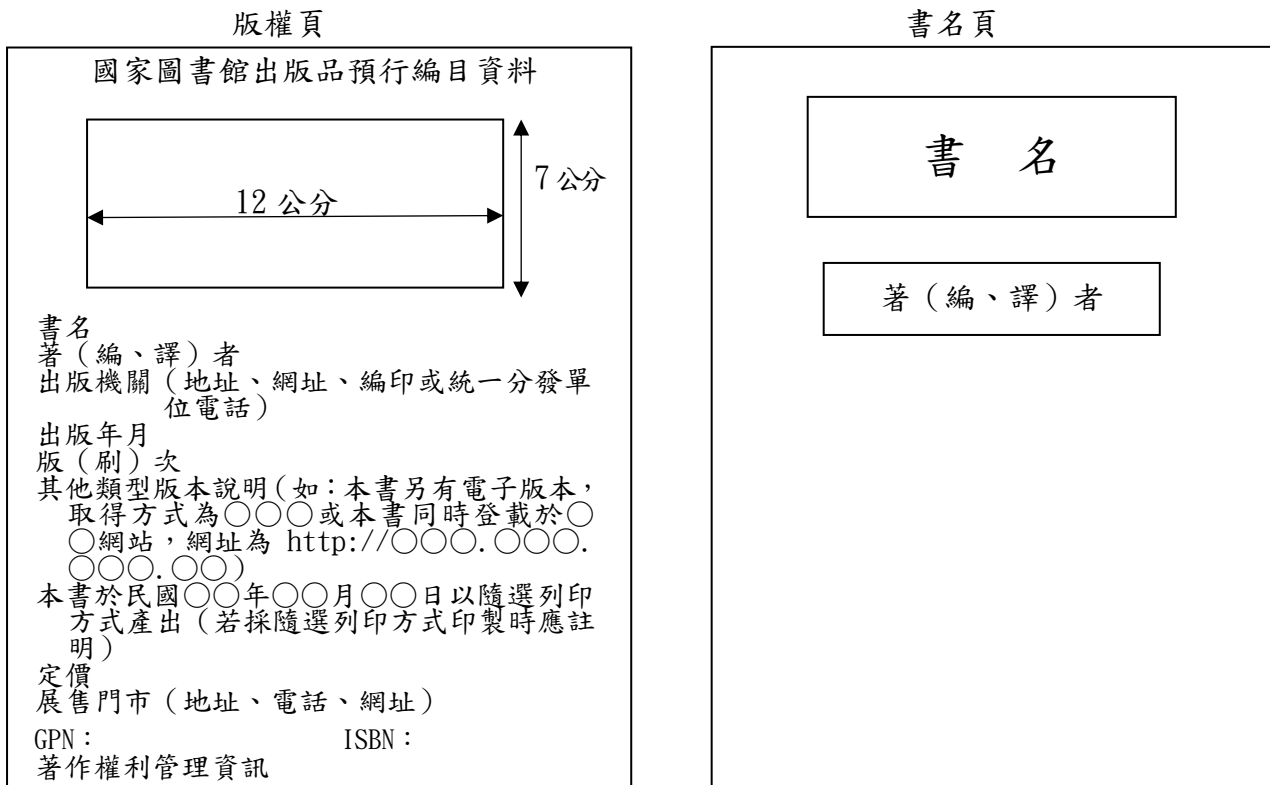 版權頁
國家圖書館出版品預行編目資料
12 公分
7 公分
書名
著（編、譯）者
出版機關（地址、網址、編印或統一分發單
位電話）
出版年月
版（刷）次
其他類型版本說明（如：本書另有電子版本，
取得方式為○○○或本書同時登載於○
○網站，網址為 http://○○○.○○○.
○○○.○○）
本書於民國○○年○○月○○日以隨選列印
方式產出（若採隨選列印方式印製時應註
明）
定價
展售門市（地址、電話、網址）
GPN： ISBN：
著作權利管理資訊
書名頁
書 名
著（編、譯）者